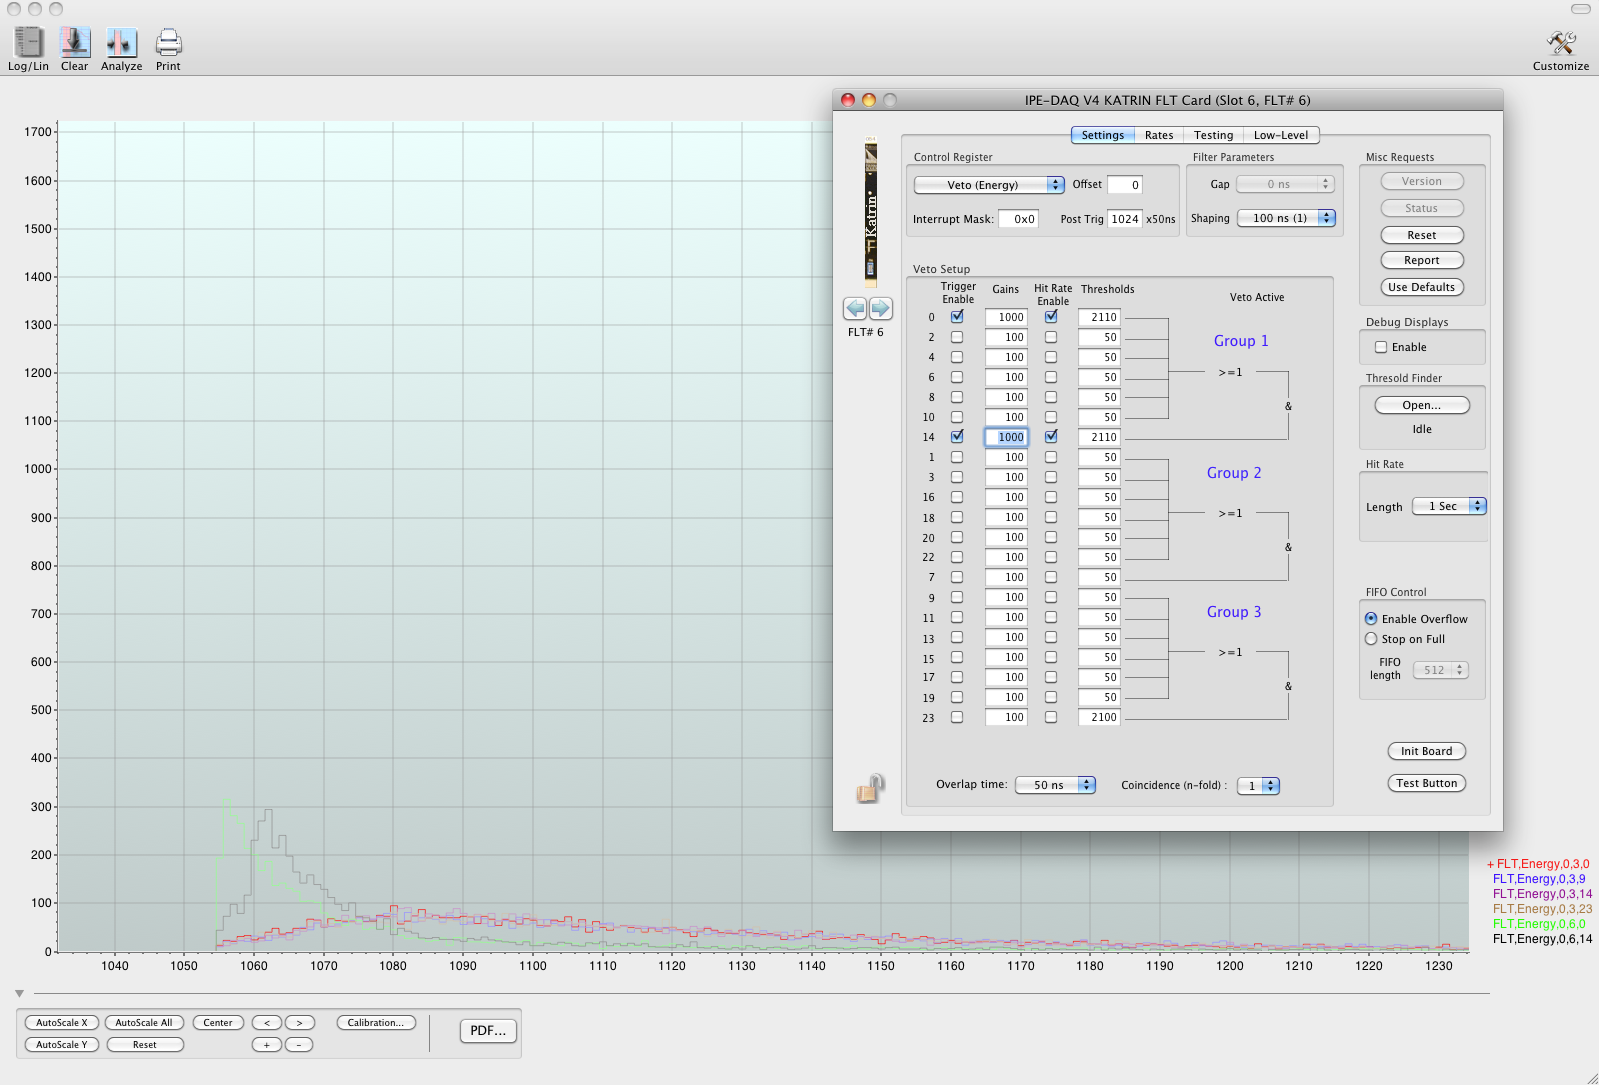 Log/Lin Clear Analyze Print Customize
IPE-DAQ V4 KATRIN FLT Card (Slot 6, FLT# 6)
Settings Rates Testing Low-Level
Control Register
Veto (Energy) Offset 0
Interrupt Mask: 0x0 Post Trig 1024 x50ns
Filter Parameters
Gap 0 ns
Shaping 100 ns (1)
Misc Requests
Version
Status
Reset
Report
Use Defaults
Katrin
FLT# 6
Veto Setup
Trigger Enable Gains Hit Rate Enable Thresholds Veto Active
0 1000 2110
2 100 50
4 100 50
6 100 50
8 100 50
10 100 50
14 1000 2110
1 100 50
3 100 50
16 100 50
18 100 50
20 100 50
22 100 50
7 100 50
9 100 50
11 100 50
13 100 50
15 100 50
17 100 50
19 100 50
23 100 2100
Group 1
>=1
&
Group 2
>=1
&
Group 3
>=1
&
Overlap time: 50 ns Coincidence (n-fold) : 1
Debug Displays
Enable
Thresold Finder
Open...
Idle
Hit Rate
Length 1 Sec
FIFO Control
Enable Overflow
Stop on Full
FIFO length 512
Init Board
Test Button
1700
1600
1500
1400
1300
1200
1100
1000
900
800
700
600
500
400
300
200
100
0
1040 1050 1060 1070 1080 1090 1100 1110 1120 1130 1140 1150 1160 1170 1180 1190 1200 1210 1220 1230
+ FLT,Energy,0,3,0
FLT,Energy,0,3,9
FLT,Energy,0,3,14
FLT,Energy,0,3,23
FLT,Energy,0,6,0
FLT,Energy,0,6,14
AutoScale X AutoScale All Center < > Calibration...
AutoScale Y Reset + -
PDF...